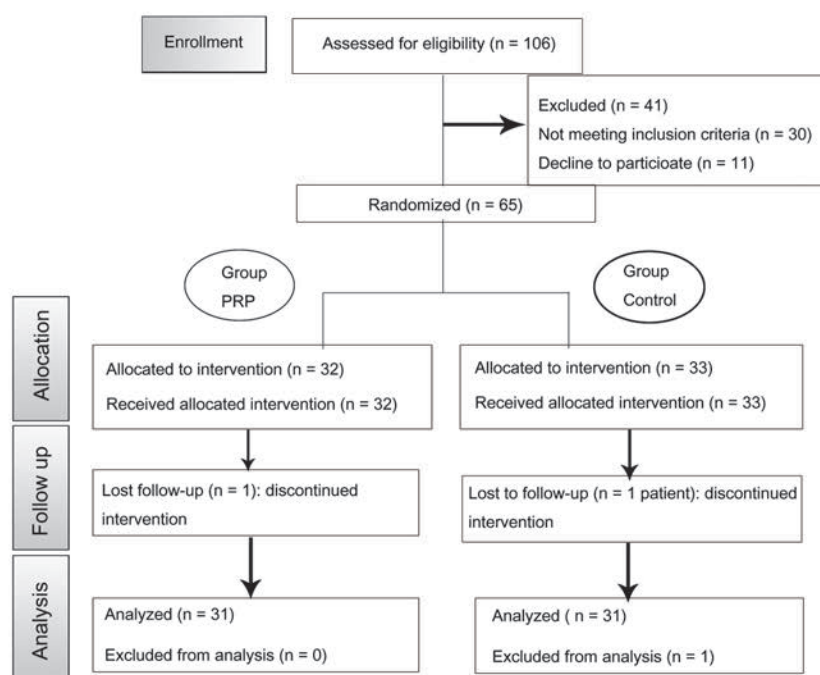 Enrollment
Assessed for eligibility (n = 106)
Excluded (n = 41)
Not meeting inclusion criteria (n = 30)
Decline to particioate (n = 11)
Randomized (n = 65)
Group
PRP
Group
Control
Allocation
Allocated to intervention (n = 32)
Received allocated intervention (n = 32)
Allocated to intervention (n = 33)
Received allocated intervention (n = 33)
Follow up
Lost follow-up (n = 1): discontinued
intervention
Lost to follow-up (n = 1 patient): discontinued
intervention
Analysis
Analyzed (n = 31)
Excluded from analysis (n = 0)
Analyzed ( n = 31)
Excluded from analysis (n = 1)